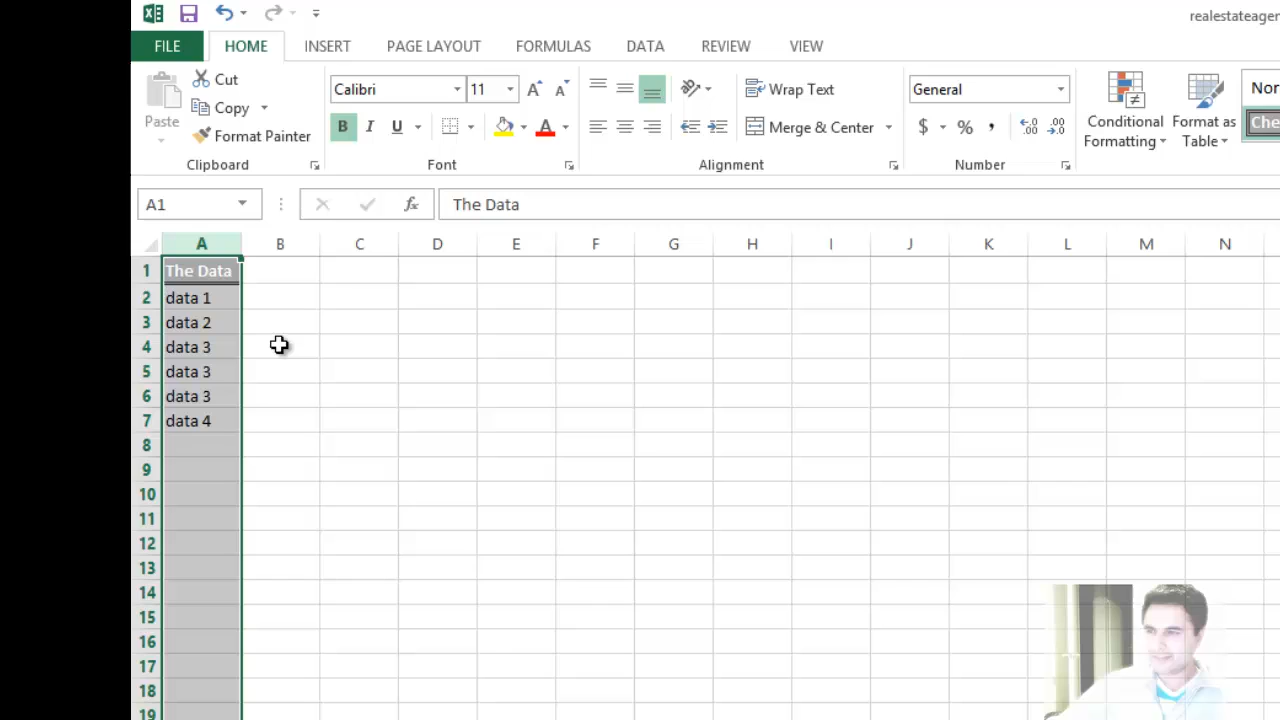 realestateager
FILE HOME INSERT PAGE LAYOUT FORMULAS DATA REVIEW VIEW
Paste
Cut
Copy
Format Painter
Clipboard
Calibri 11
B I U A
Font
Wrap Text
Merge & Center
Alignment
General
$ % , .00
Number
Conditional
Formatting
Format as
Table
Nor
Che
A1 fx The Data
A B C D E F G H I J K L M N
1 The Data
2 data 1
3 data 2
4 data 3
5 data 3
6 data 3
7 data 4
8
9
10
11
12
13
14
15
16
17
18
19